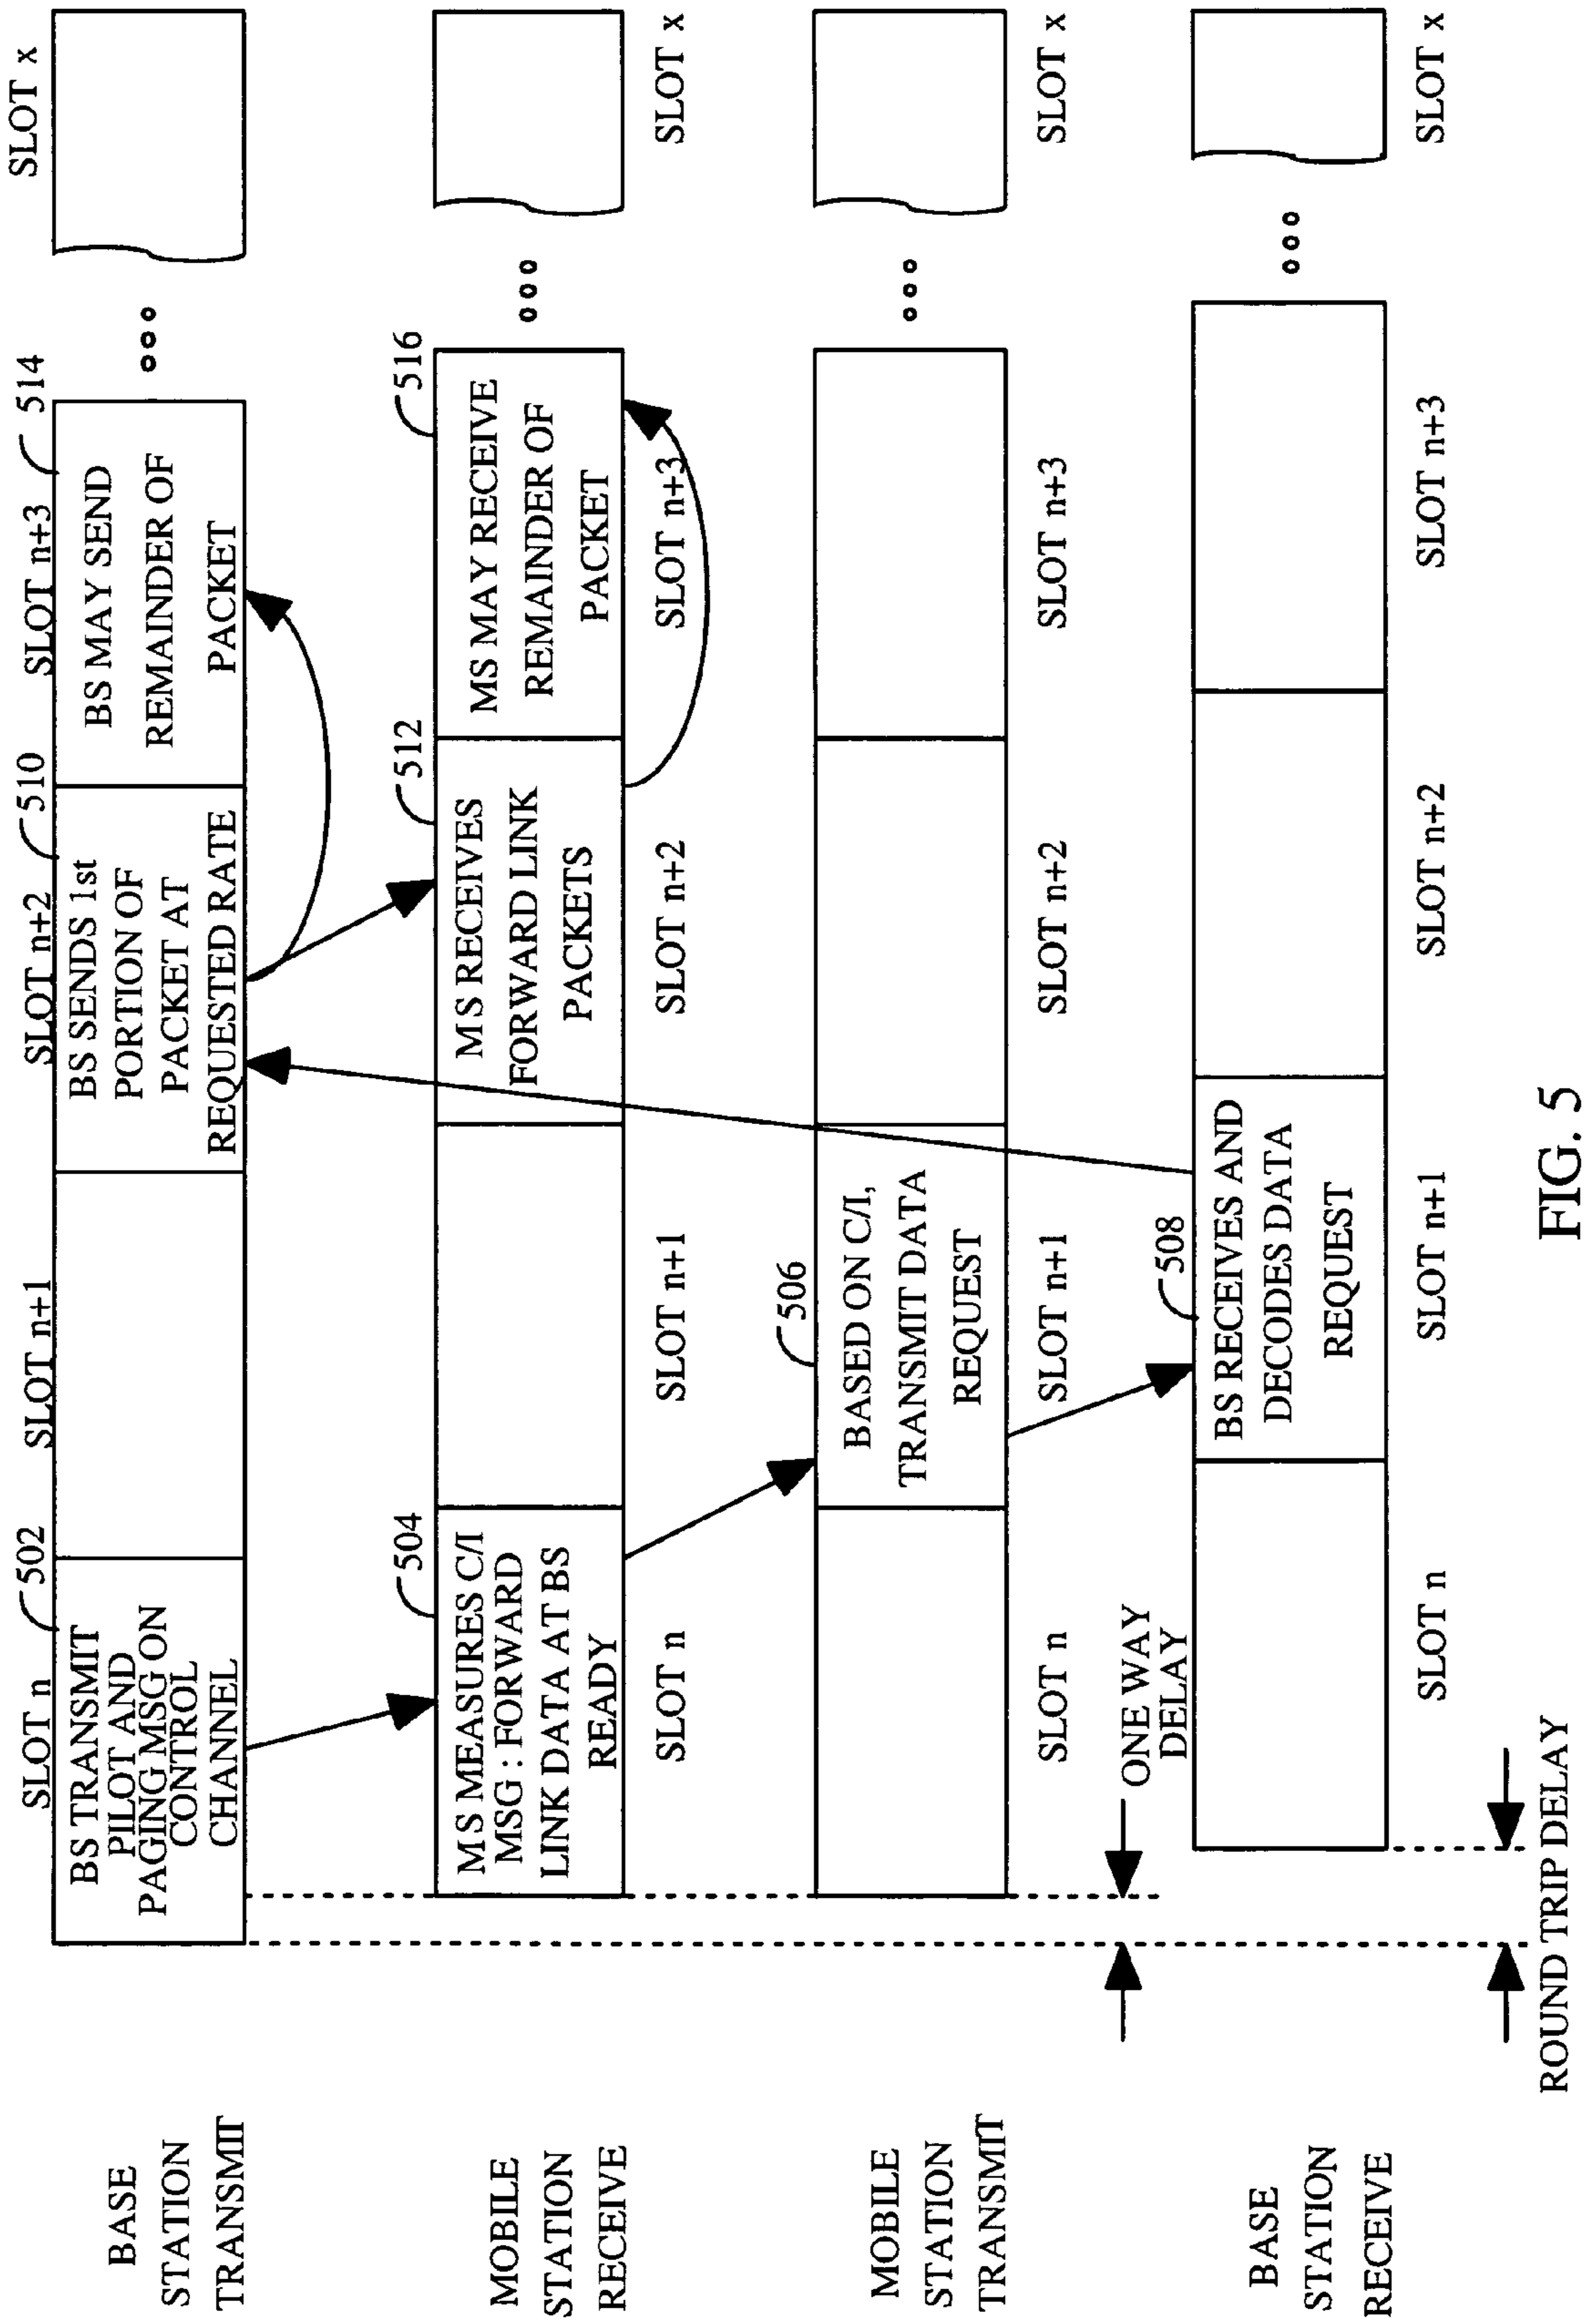 BASE
STATION
TRANSMIT
SLOT n
502
BS TRANSMIT
PILOT AND
PAGING MSG ON
CONTROL
CHANNEL
SLOT n+1
SLOT n+2
510
BS SENDS 1st
PORTION OF
PACKET AT
REQUESTED RATE
SLOT n+3
514
BS MAY SEND
REMAINDER OF
PACKET
SLOT x
MOBILE
STATION
RECEIVE
504
MS MEASURES C/I
MSG : FORWARD
LINK DATA AT BS
READY
SLOT n
SLOT n+1
512
MS RECEIVES
FORWARD LINK
PACKETS
SLOT n+2
516
MS MAY RECEIVE
REMAINDER OF
PACKET
SLOT n+3
SLOT x
MOBILE
STATION
TRANSMIT
SLOT n
506
BASED ON C/I,
TRANSMIT DATA
REQUEST
SLOT n+1
SLOT n+2
SLOT n+3
SLOT x
ONE WAY
DELAY
BASE
STATION
RECEIVE
SLOT n
508
BS RECEIVES AND
DECODES DATA
REQUEST
SLOT n+1
SLOT n+2
SLOT n+3
SLOT x
ROUND TRIP DELAY
FIG. 5